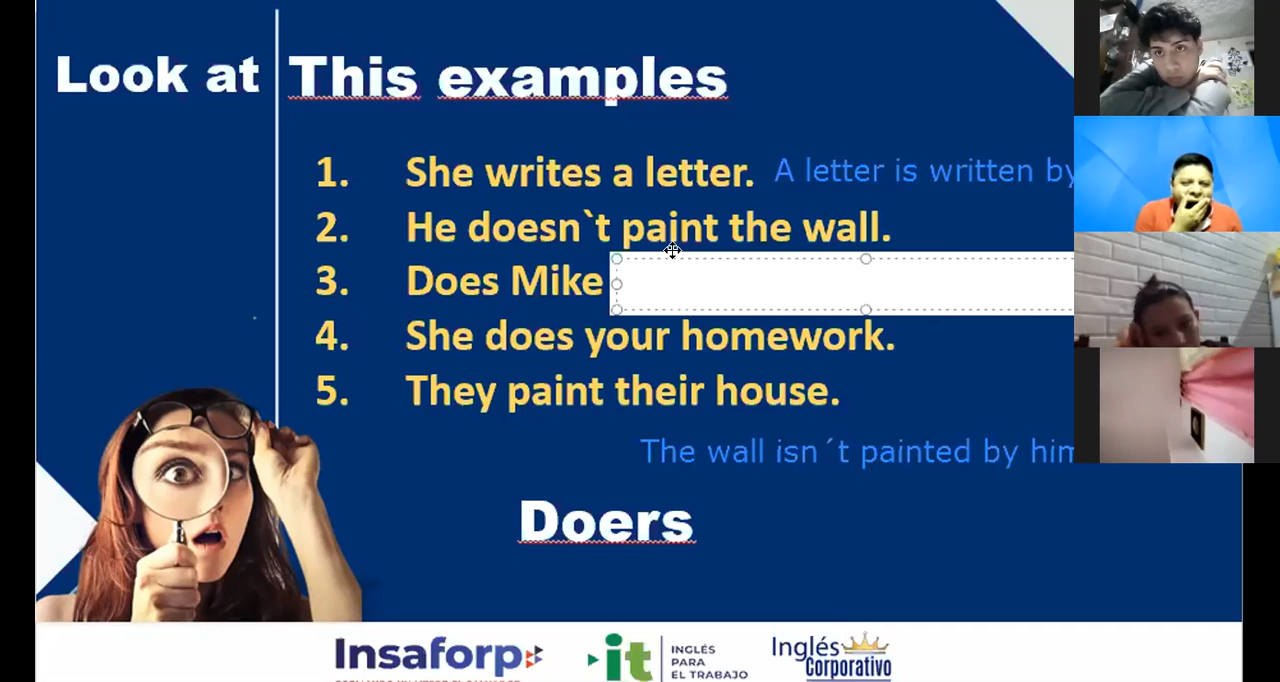 Look at This examples
1. She writes a letter. A letter is written by
2. He doesn`t paint the wall.
3. Does Mike
4. She does your homework.
5. They paint their house.
The wall isn´t painted by him
Doers
Insaforp it INGLÉS PARA EL TRABAJO Inglés Corporativo